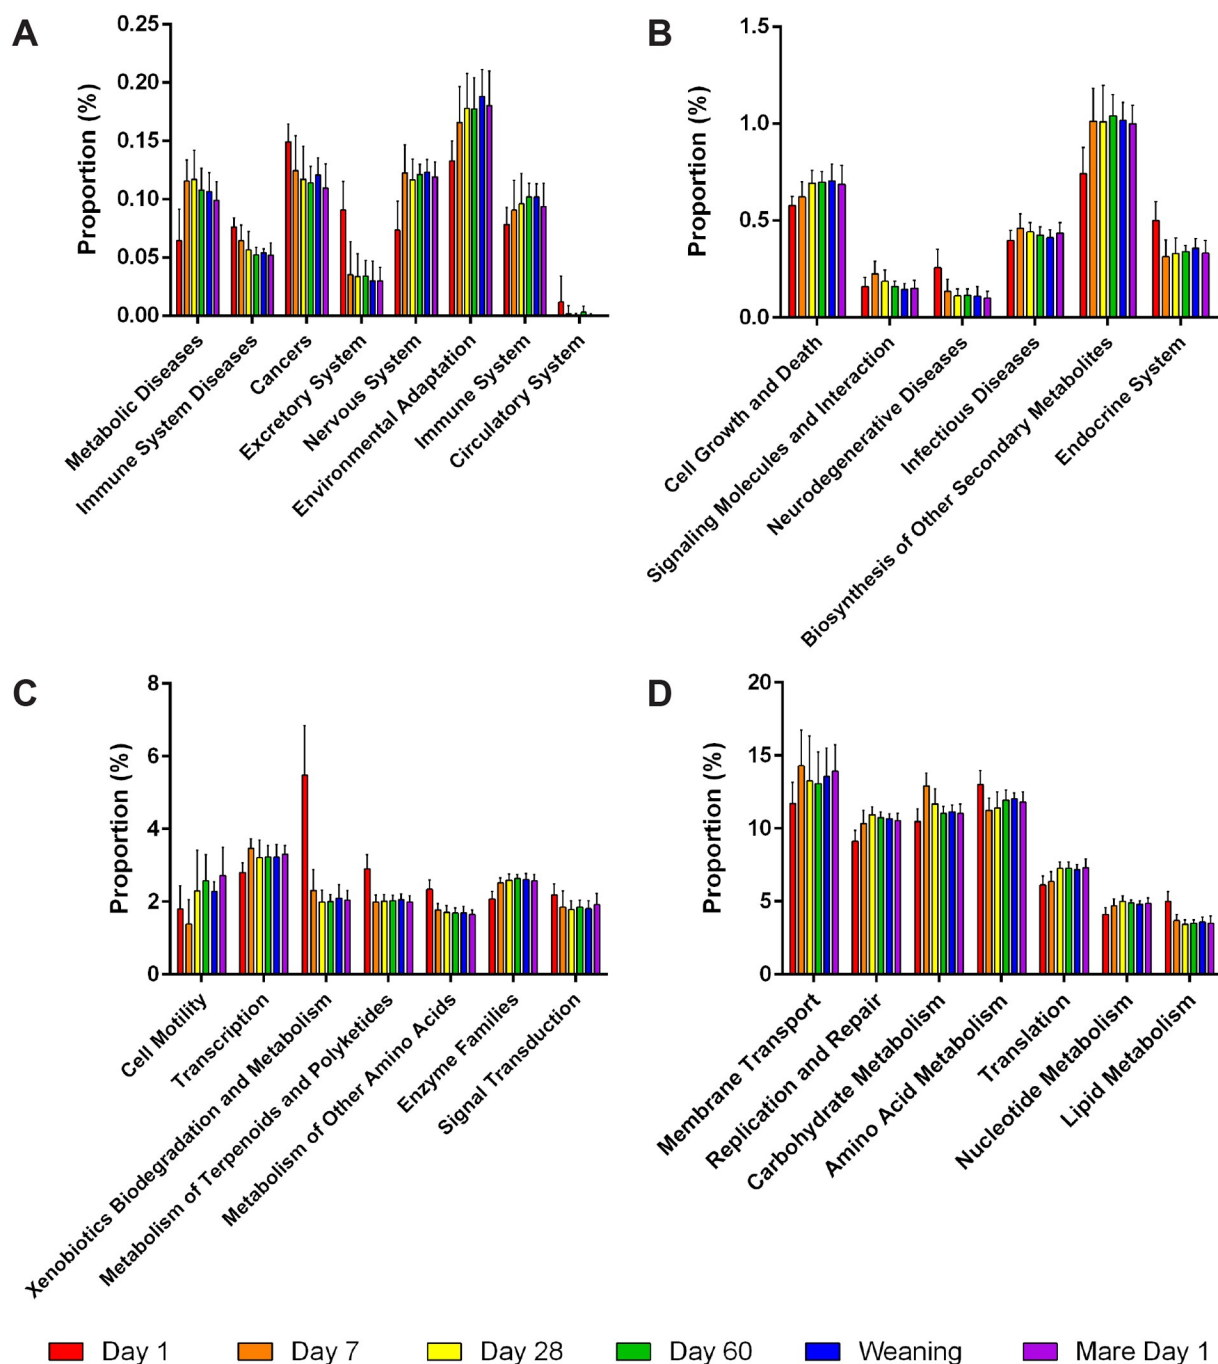 A
Proportion (%)
0.25
0.20
0.15
0.10
0.05
0.00
Metabolic Diseases
Immune System Diseases
Cancers
Excretory System
Nervous System
Environmental Adaptation
Immune System
Circulatory System
B
Proportion (%)
1.5
1.0
0.5
0.0
Cell Growth and Death
Signaling Molecules and Interaction
Neurodegenerative Diseases
Infectious Diseases
Biosynthesis of Other Secondary Metabolites
Endocrine System
C
Proportion (%)
8
6
4
2
0
Cell Motility
Transcription
Xenobiotics Biodegradation and Metabolism
Metabolism of Terpenoids and Polyketides
Metabolism of Other Amino Acids
Enzyme Families
Signal Transduction
D
Proportion (%)
20
15
10
5
0
Membrane Transport
Replication and Repair
Carbohydrate Metabolism
Amino Acid Metabolism
Translation
Nucleotide Metabolism
Lipid Metabolism
Day 1 Day 7 Day 28 Day 60 Weaning Mare Day 1